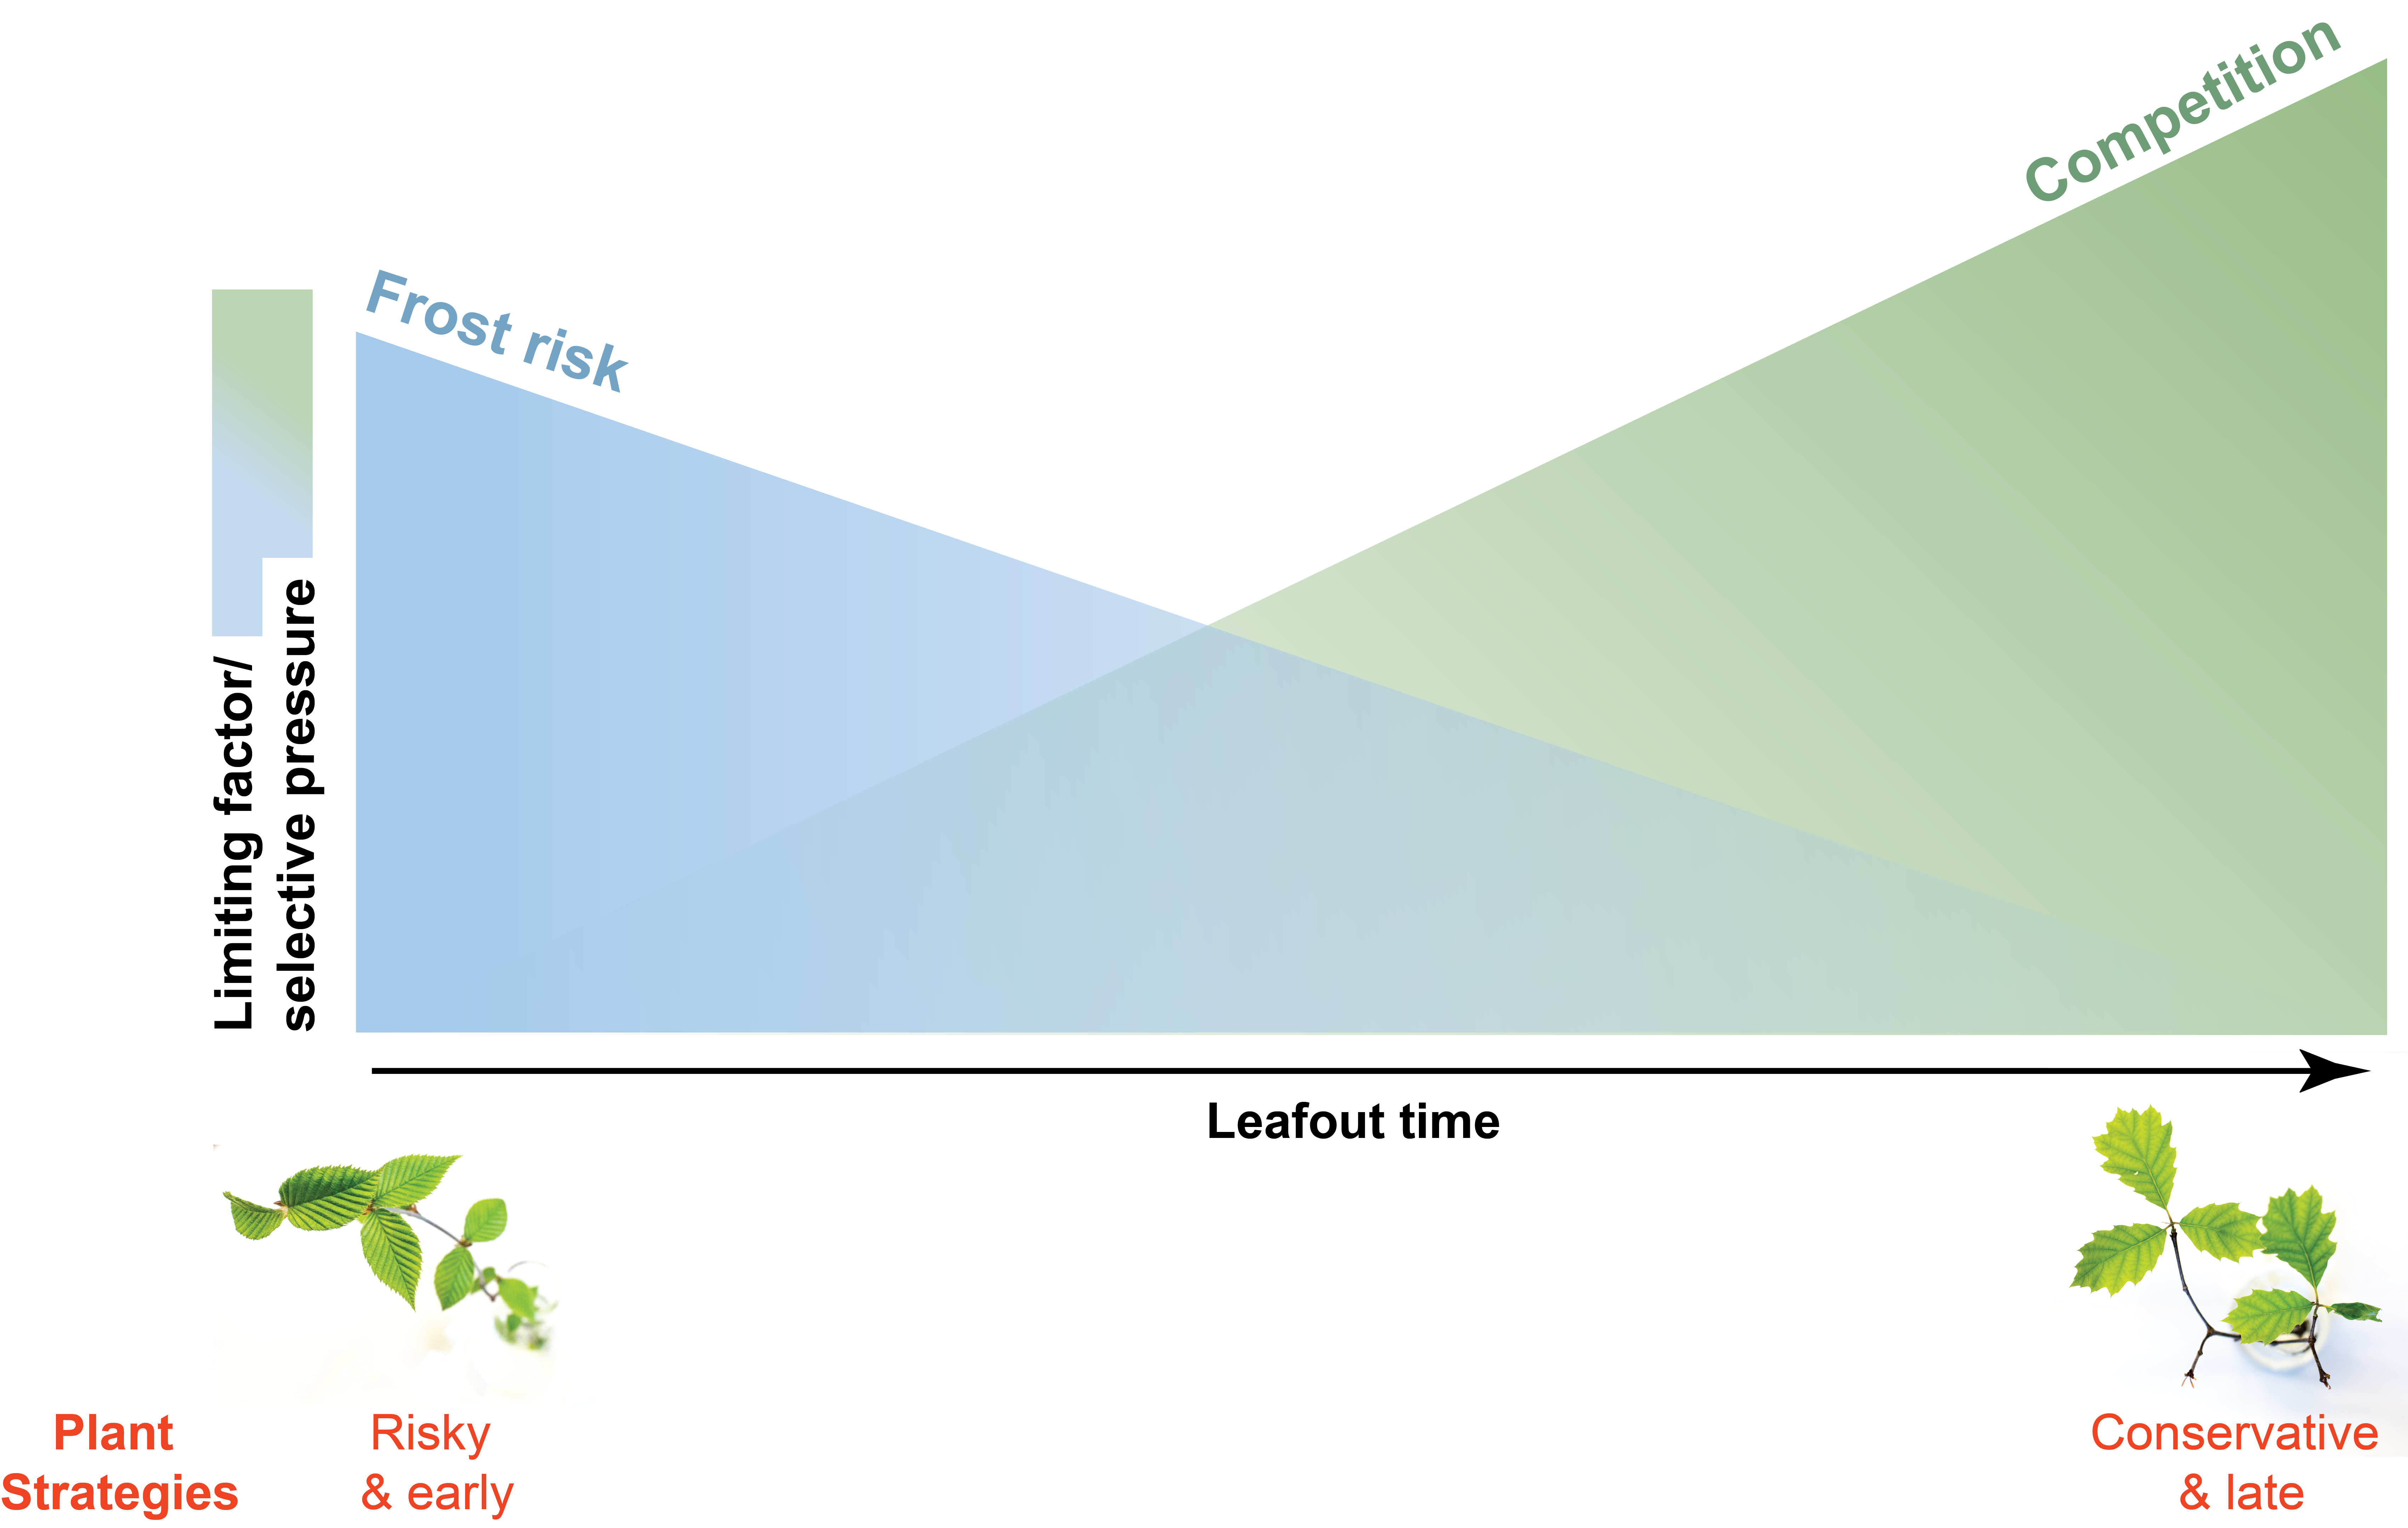 Competition
Frost risk
Limiting factor/
selective pressure
Leafout time
Plant
Strategies
Risky
& early
Conservative
& late